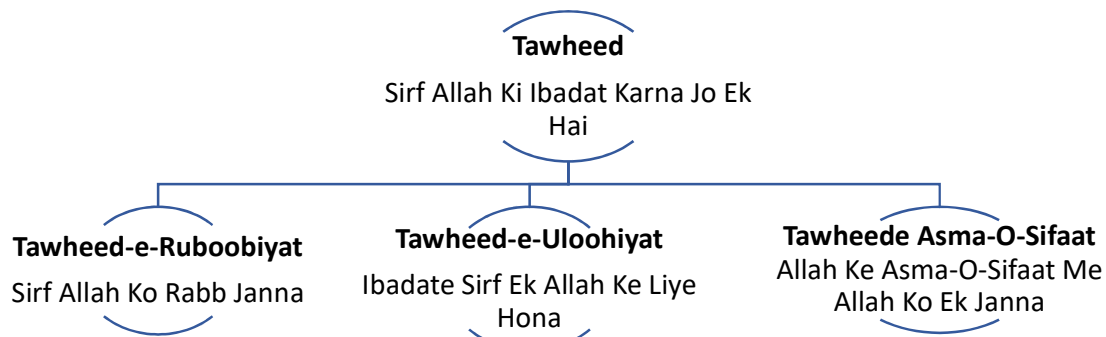 Tawheed
Sirf Allah Ki Ibadat Karna Jo Ek
Hai
Tawheed-e-Ruboobiyat
Sirf Allah Ko Rabb Janna
Tawheed-e-Uloohiyat
Ibadate Sirf Ek Allah Ke Liye
Hona
Tawheede Asma-O-Sifaat
Allah Ke Asma-O-Sifaat Me
Allah Ko Ek Janna